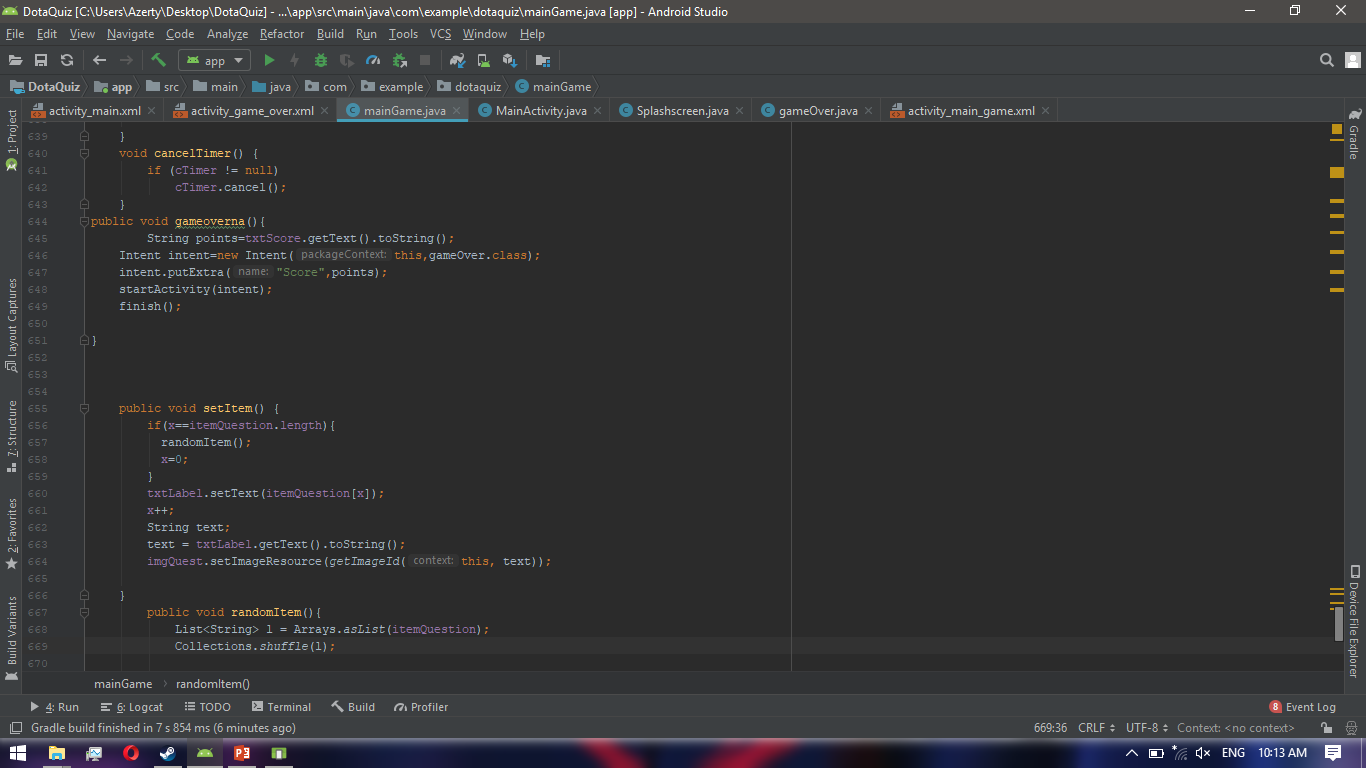 DotaQuiz [C:\Users\Azerty\Desktop\DotaQuiz] - ...\app\src\main\java\com\example\dotaquiz\mainGame.java [app] - Android Studio
File Edit View Navigate Code Analyze Refactor Build Run Tools VCS Window Help
app
DotaQuiz app src main java com example dotaquiz mainGame
activity_main.xml activity_game_over.xml mainGame.java MainActivity.java Splashscreen.java gameOver.java activity_main_game.xml
1: Project
Layout Captures
7: Structure
2: Favorites
Build Variants
639 }
640 void cancelTimer() {
641 if (cTimer != null)
642 cTimer.cancel();
643 }
644 public void gameoverna(){
645 String points=txtScore.getText().toString();
646 Intent intent=new Intent( packageContext: this,gameOver.class);
647 intent.putExtra( name: "Score",points);
648 startActivity(intent);
649 finish();
650
651 }
652
653
654
655 public void setItem() {
656 if(x==itemQuestion.length){
657 randomItem();
658 x=0;
659 }
660 txtLabel.setText(itemQuestion[x]);
661 x++;
662 String text;
663 text = txtLabel.getText().toString();
664 imgQuest.setImageResource(getImageId( context: this, text));
665
666 }
667 public void randomItem(){
668 List<String> l = Arrays.asList(itemQuestion);
669 Collections.shuffle(l);
670
Gradle
Device File Explorer
mainGame › randomItem()
4: Run 6: Logcat TODO Terminal Build Profiler 8 Event Log
Gradle build finished in 7 s 854 ms (6 minutes ago) 669:36 CRLF UTF-8 Context: <no context>
ENG 10:13 AM